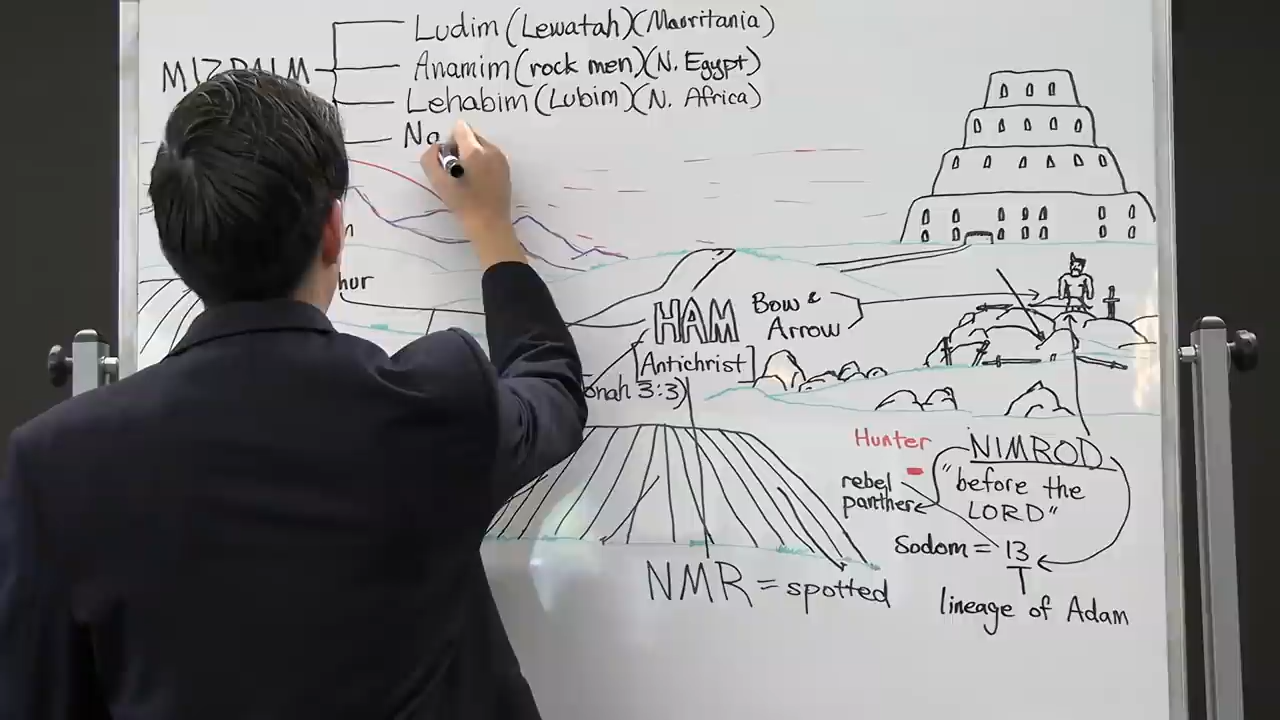 MIZRAIM
Ludim (Lewatah)(Mauritania)
Anamim (rock men)(N. Egypt)
Lehabim (Lubim)(N. Africa)
Na
hur
HAM
Bow &
Arrow
[Antichrist]
onah 3:3)
Hunter
NIMROD
rebel
panther
"before the
LORD"
Sodom = 13
lineage of Adam
NMR = spotted